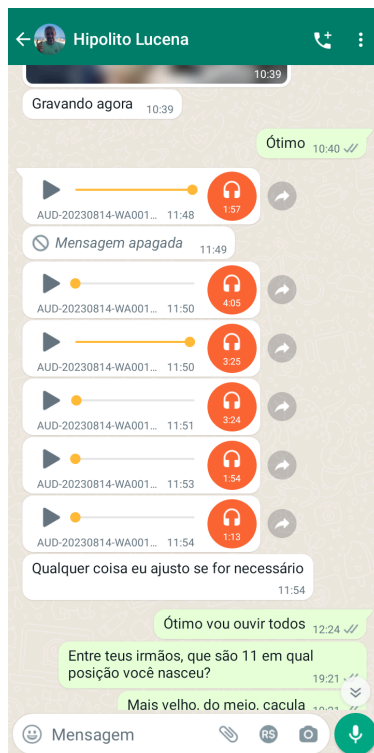 Hipolito Lucena
10:39
Gravando agora 10:39
Ótimo 10:40
1:57
AUD-20230814-WA001... 11:48
Mensagem apagada 11:49
4:05
AUD-20230814-WA001... 11:50
3:25
AUD-20230814-WA001... 11:50
3:24
AUD-20230814-WA001... 11:51
1:54
AUD-20230814-WA001... 11:53
1:13
AUD-20230814-WA001... 11:54
Qualquer coisa eu ajusto se for necessário
11:54
Ótimo vou ouvir todos 12:24
Entre teus irmãos, que são 11 em qual
posição você nasceu? 19:21
Mais velho, do meio, caçula
Mensagem
R$